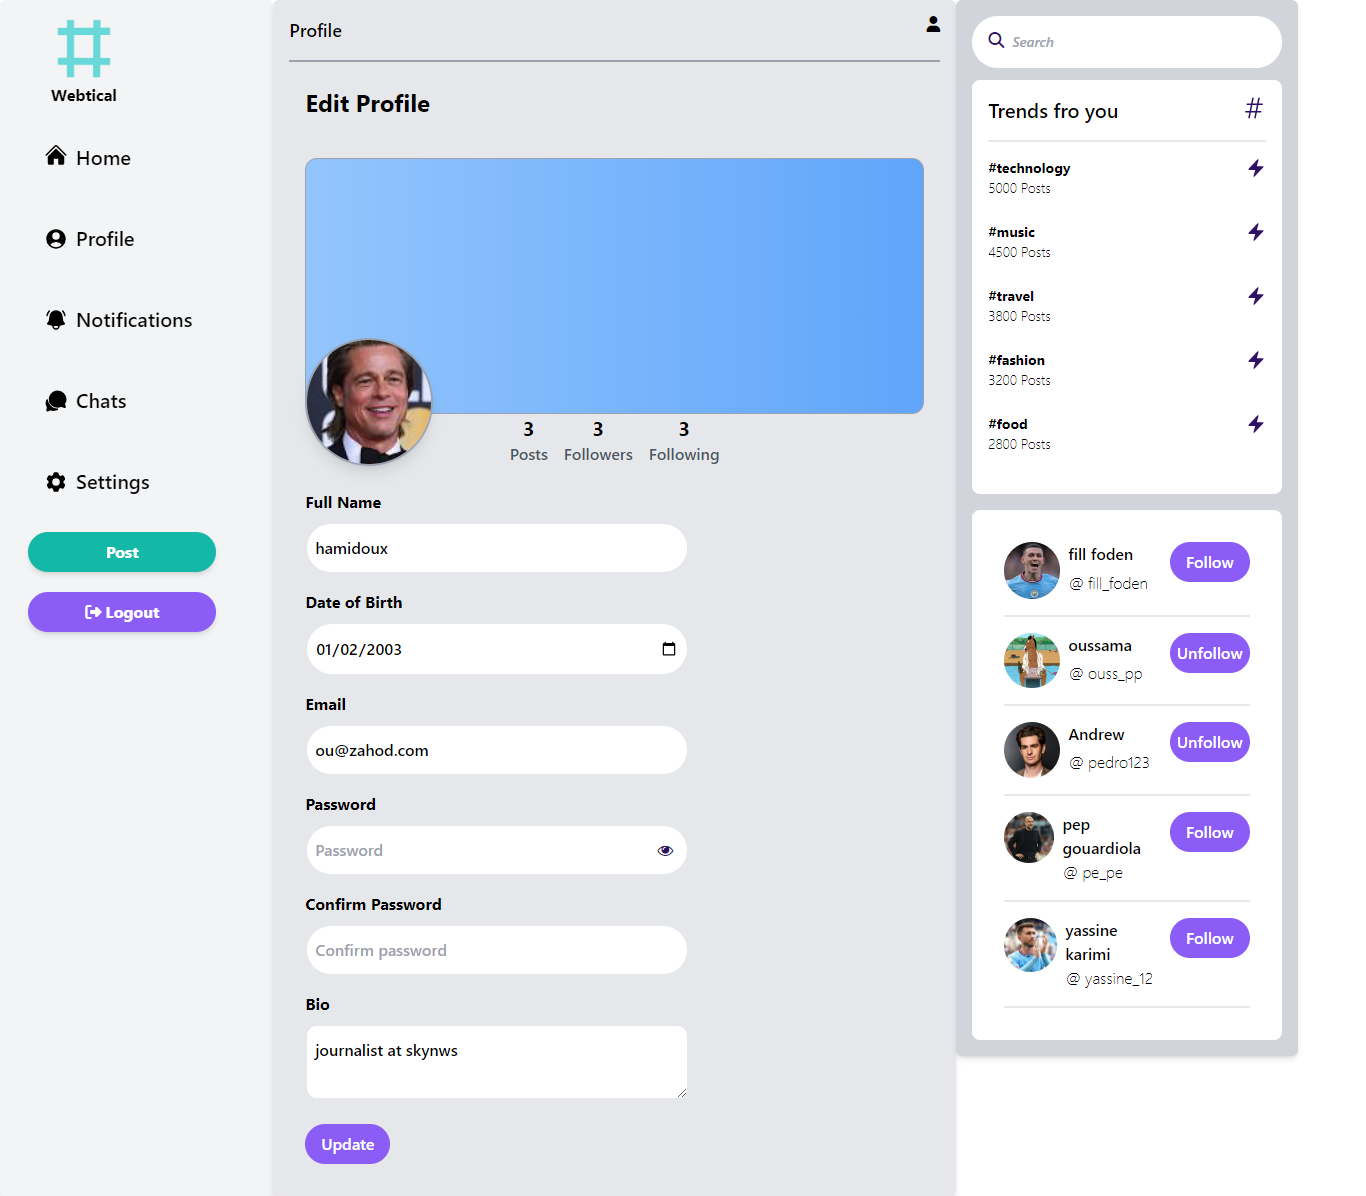 Webtical
Home
Profile
Notifications
Chats
Settings
Post
Logout
Profile
Edit Profile
3 3 3
Posts Followers Following
Full Name
hamidoux
Date of Birth
01/02/2003
Email
ou@zahod.com
Password
Password
Confirm Password
Confirm password
Bio
journalist at skynws
Update
Search
Trends fro you
#technology
5000 Posts
#music
4500 Posts
#travel
3800 Posts
#fashion
3200 Posts
#food
2800 Posts
fill foden
@ fill_foden
Follow
oussama
@ ouss_pp
Unfollow
Andrew
@ pedro123
Unfollow
pep
gouardiola
@ pe_pe
Follow
yassine
karimi
@ yassine_12
Follow